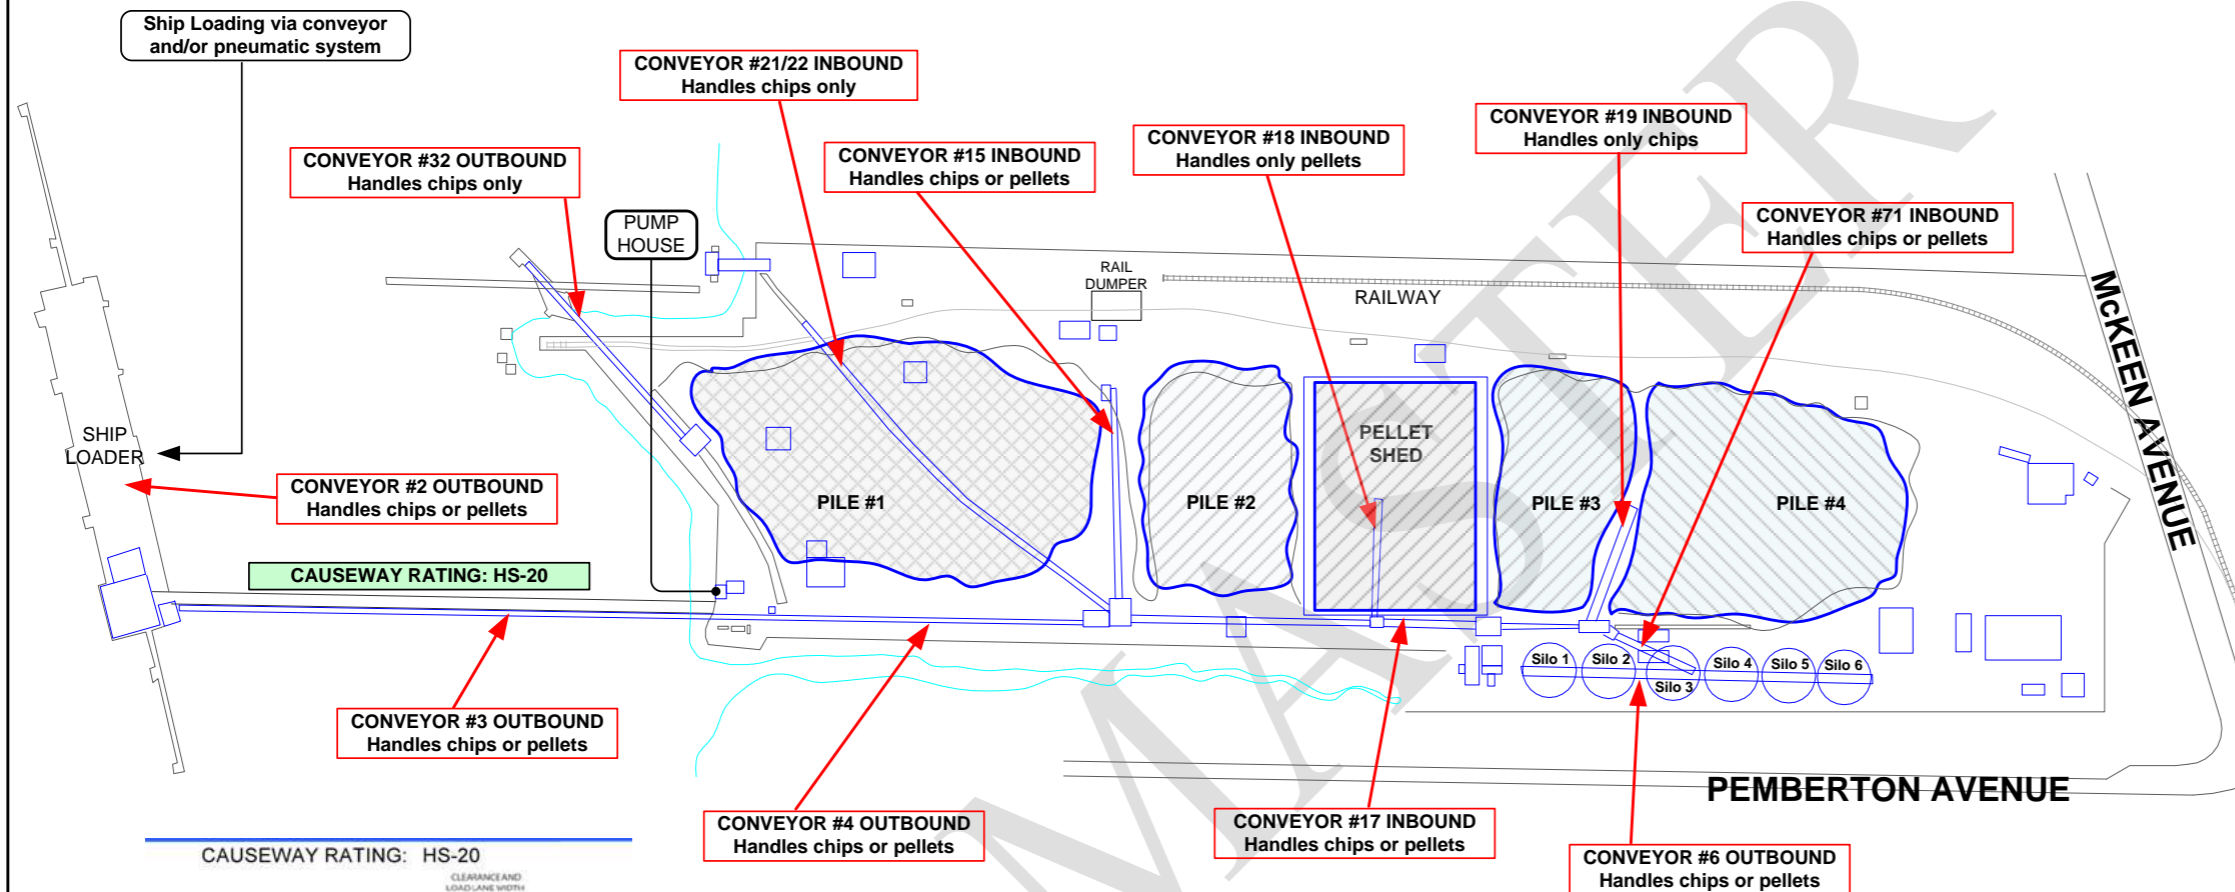 Ship Loading via conveyor
and/or pneumatic system
CONVEYOR #21/22 INBOUND
Handles chips only
CONVEYOR #32 OUTBOUND
Handles chips only
CONVEYOR #15 INBOUND
Handles chips or pellets
CONVEYOR #18 INBOUND
Handles only pellets
CONVEYOR #19 INBOUND
Handles only chips
CONVEYOR #71 INBOUND
Handles chips or pellets
PUMP
HOUSE
RAIL
DUMPER
RAILWAY
McKEEN AVENUE
SHIP
LOADER
CONVEYOR #2 OUTBOUND
Handles chips or pellets
PILE #1
PILE #2
PELLET
SHED
PILE #3
PILE #4
CAUSEWAY RATING: HS-20
Silo 1
Silo 2
Silo 3
Silo 4
Silo 5
Silo 6
CONVEYOR #3 OUTBOUND
Handles chips or pellets
CONVEYOR #4 OUTBOUND
Handles chips or pellets
CONVEYOR #17 INBOUND
Handles chips or pellets
CONVEYOR #6 OUTBOUND
Handles chips or pellets
PEMBERTON AVENUE
CAUSEWAY RATING: HS-20
CLEARANCE AND
LOAD LANE WIDTH
MASTER